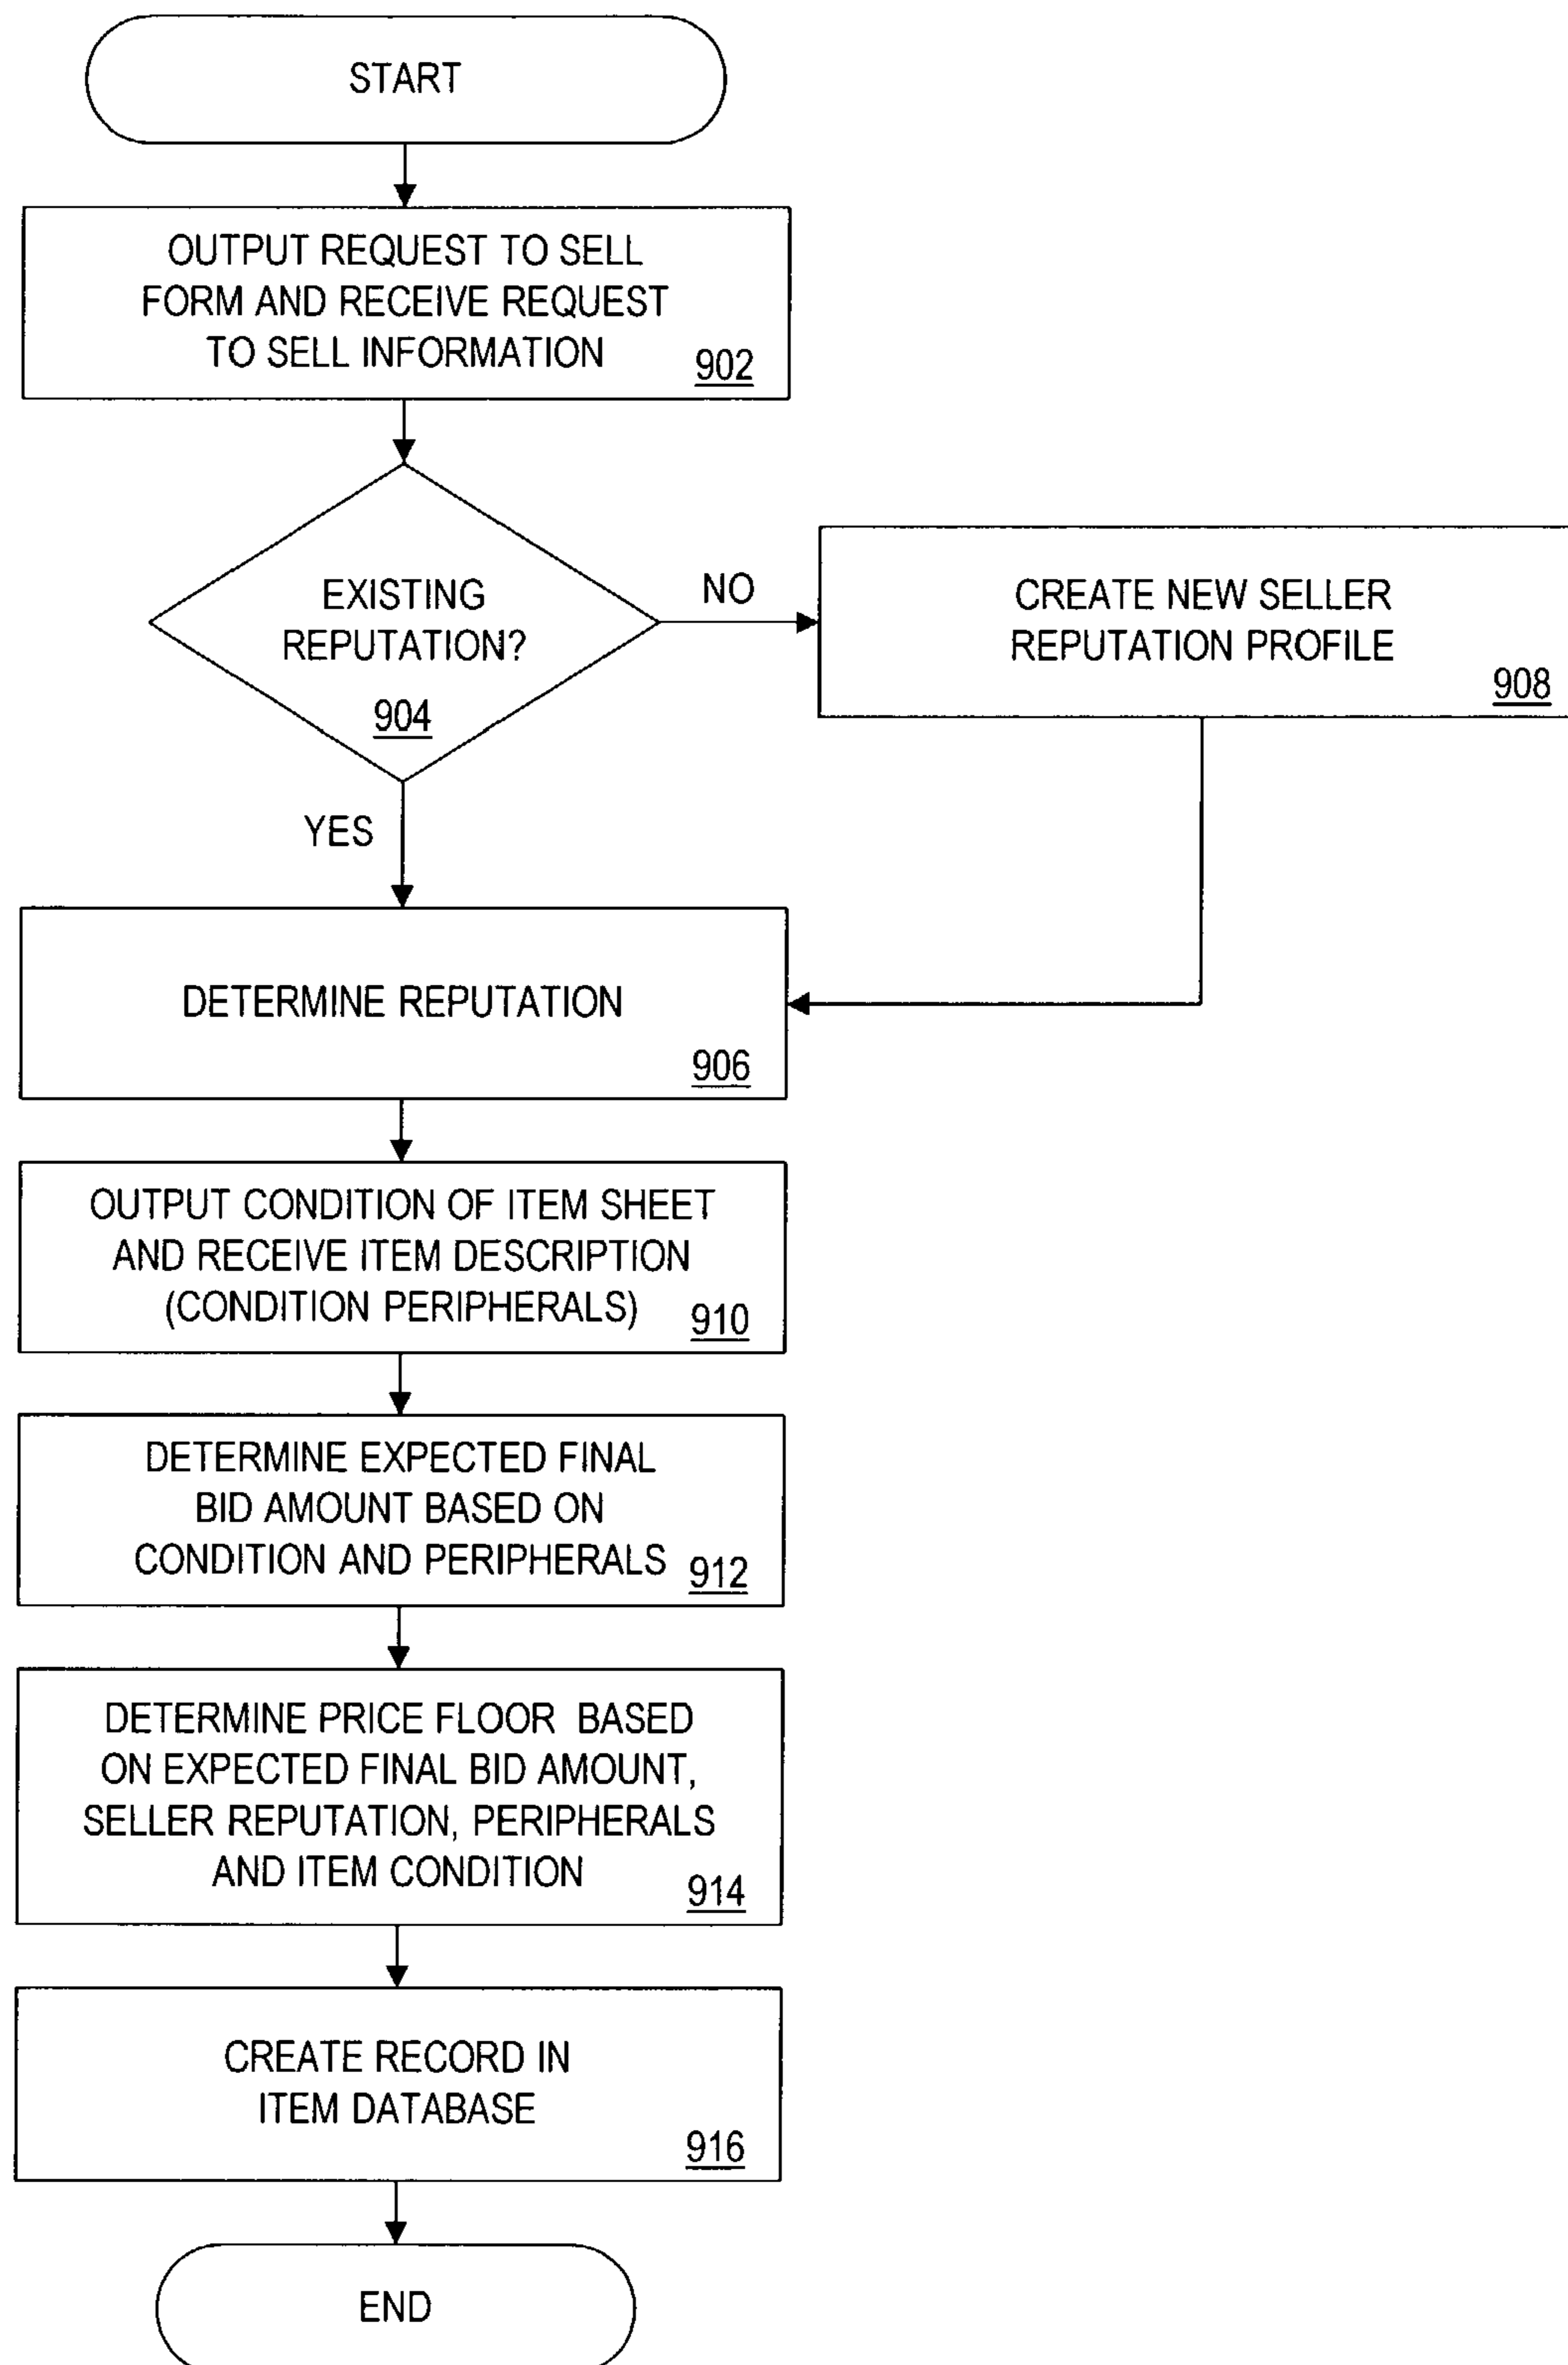 START
OUTPUT REQUEST TO SELL
FORM AND RECEIVE REQUEST
TO SELL INFORMATION
902
EXISTING
REPUTATION?
904
NO
CREATE NEW SELLER
REPUTATION PROFILE
908
YES
DETERMINE REPUTATION
906
OUTPUT CONDITION OF ITEM SHEET
AND RECEIVE ITEM DESCRIPTION
(CONDITION PERIPHERALS)
910
DETERMINE EXPECTED FINAL
BID AMOUNT BASED ON
CONDITION AND PERIPHERALS
912
DETERMINE PRICE FLOOR BASED
ON EXPECTED FINAL BID AMOUNT,
SELLER REPUTATION, PERIPHERALS
AND ITEM CONDITION
914
CREATE RECORD IN
ITEM DATABASE
916
END